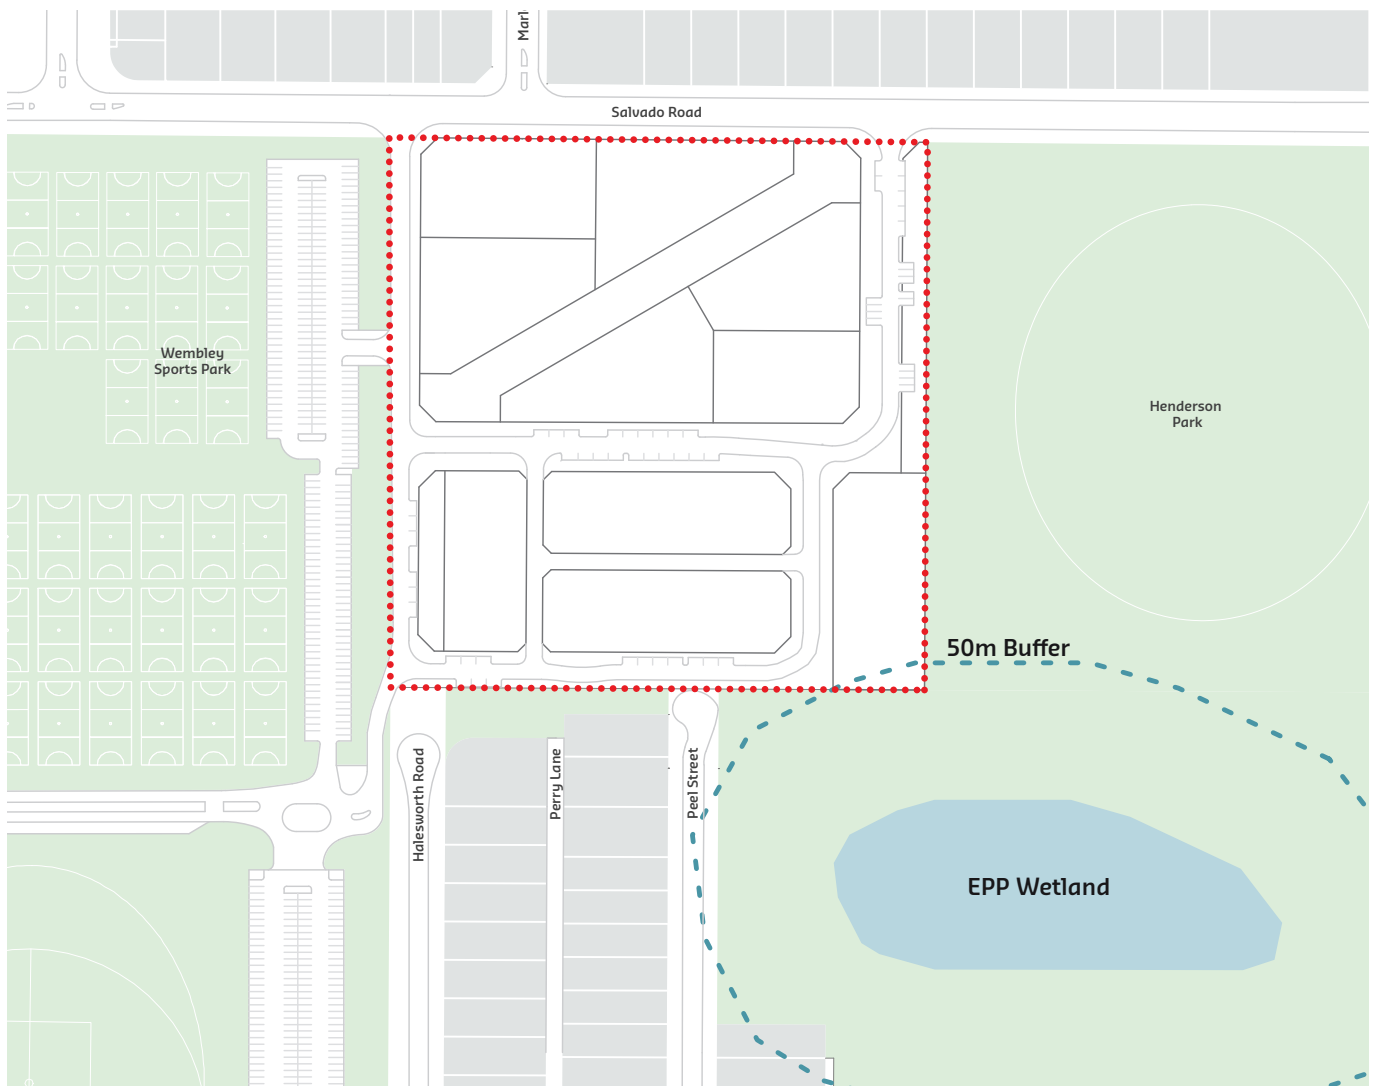 Salvado Road
Wembley
Sports Park
Henderson
Park
50m Buffer
Halesworth Road
Perry Lane
Peel Street
EPP Wetland